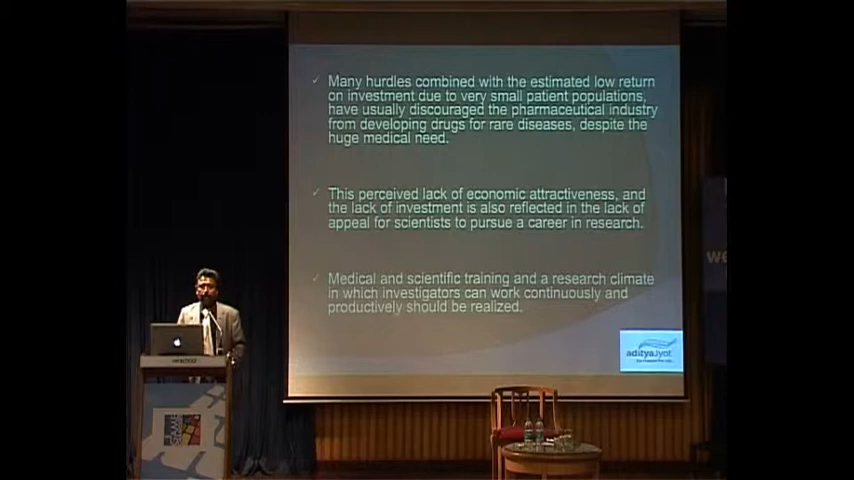 Many hurdles combined with the estimated low return
on investment due to very small patient populations,
have usually discouraged the pharmaceutical industry
from developing drugs for rare diseases, despite the
huge medical need.
This perceived lack of economic attractiveness, and
the lack of investment is also reflected in the lack of
appeal for scientists to pursue a career in research.
Medical and scientific training and a research climate
in which investigators can work continuously and
productively should be realized.
adityaJyot
we